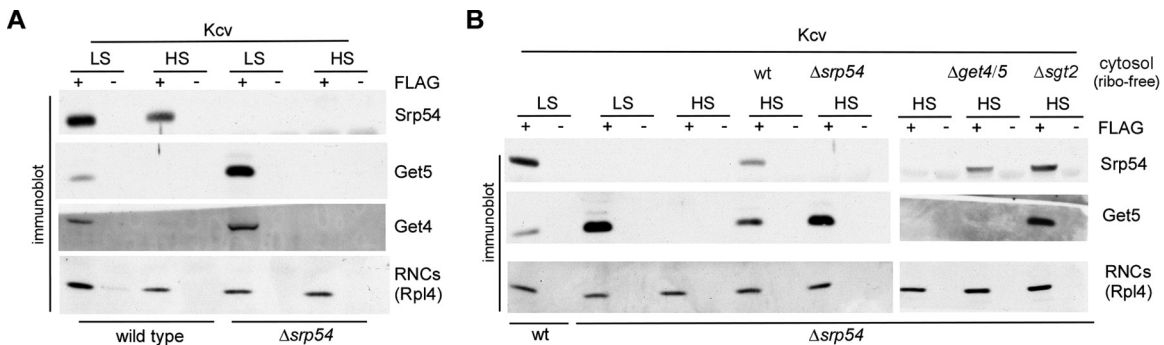 A
Kcv
LS HS LS HS
+ - + - + - + - FLAG
Srp54
Get5
Get4
RNCs
(Rpl4)
immunoblot
wild type Δsrp54
B
Kcv
wt Δsrp54 Δget4/5 Δsgt2 cytosol
(ribo-free)
LS LS HS HS HS HS HS HS
+ - + - + - + - + - + - + - + - FLAG
Srp54
Get5
RNCs
(Rpl4)
immunoblot
wt Δsrp54